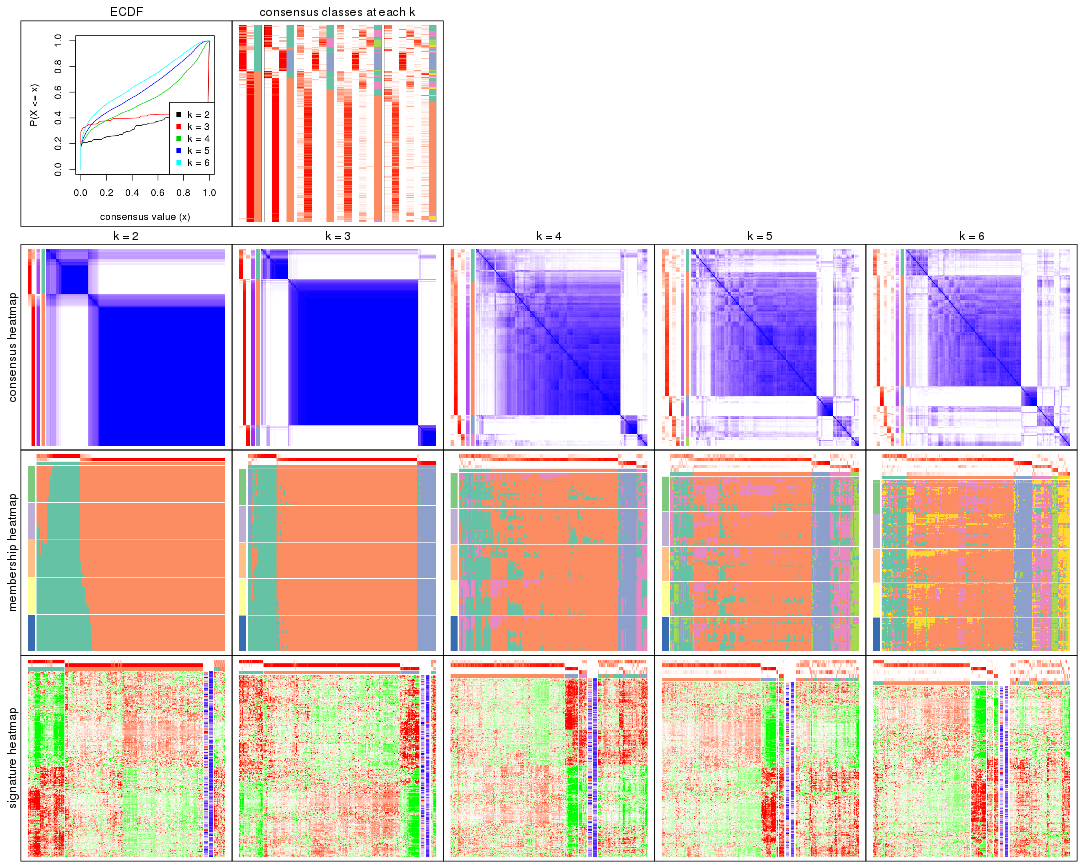 ECDF
consensus classes at each k
P(X <= x)
0.0
0.2
0.4
0.6
0.8
1.0
k = 2
k = 3
k = 4
k = 5
k = 6
0.0 0.2 0.4 0.6 0.8 1.0
consensus value (x)
k = 2
k = 3
k = 4
k = 5
k = 6
consensus heatmap
membership heatmap
signature heatmap